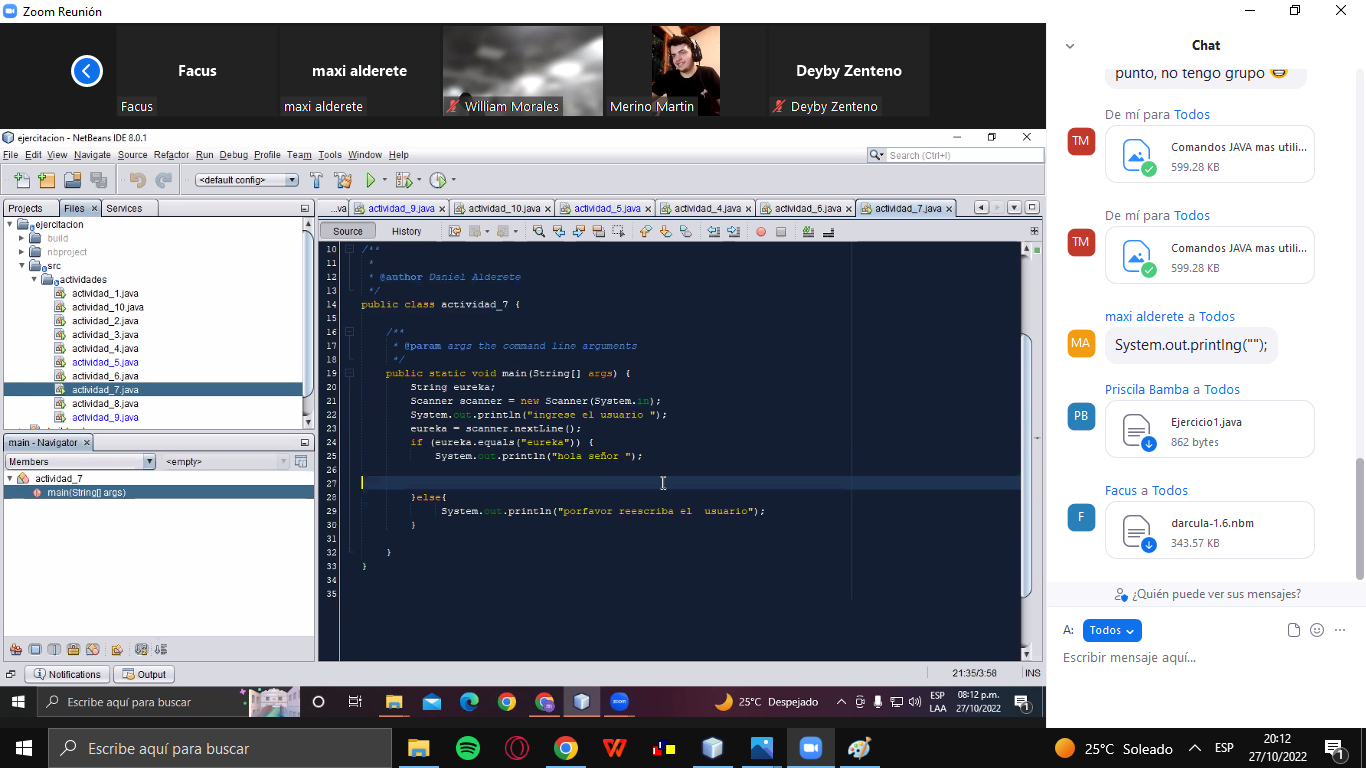 Zoom Reunión
Facus
maxi alderete
Deyby Zenteno
Facus
maxi alderete
William Morales
Merino Martin
Deyby Zenteno
ejercitacion - NetBeans IDE 8.0.1
File Edit View Navigate Source Refactor Run Debug Profile Team Tools Window Help
Search (Ctrl+I)
<default config>
Projects Files Services
...va actividad_9.java actividad_10.java actividad_5.java actividad_4.java actividad_6.java actividad_7.java
Source History
ejercitacion
build
nbproject
src
actividades
actividad_1.java
actividad_10.java
actividad_2.java
actividad_3.java
actividad_4.java
actividad_5.java
actividad_6.java
actividad_7.java
actividad_8.java
actividad_9.java
main - Navigator
Members <empty>
actividad_7
main(String[] args)
10 /**
11 *
12 * @author Daniel Alderete
13 */
14 public class actividad_7 {
15
16 /**
17 * @param args the command line arguments
18 */
19 public static void main(String[] args) {
20 String eureka;
21 Scanner scanner = new Scanner(System.in);
22 System.out.println("ingrese el usuario ");
23 eureka = scanner.nextLine();
24 if (eureka.equals("eureka")) {
25 System.out.println("hola señor ");
26
27
28 }else{
29 System.out.println("porfavor reescriba el  usuario");
30 }
31
32 }
33 }
34
35
Notifications Output
21:35/3:58 INS
Escribe aquí para buscar
zoom
25°C Despejado
ESP
LAA
08:12 p.m.
27/10/2022
1
Chat
punto, no tengo grupo
De mí para Todos
TM
Comandos JAVA mas utili...
599.28 KB
De mí para Todos
TM
Comandos JAVA mas utili...
599.28 KB
maxi alderete a Todos
MA
System.out.printlng("");
Priscila Bamba a Todos
PB
Ejercicio1.java
862 bytes
Facus a Todos
F
darcula-1.6.nbm
343.57 KB
¿Quién puede ver sus mensajes?
A: Todos
Escribir mensaje aquí...
Escribe aquí para buscar
25°C Soleado
ESP
20:12
27/10/2022
1